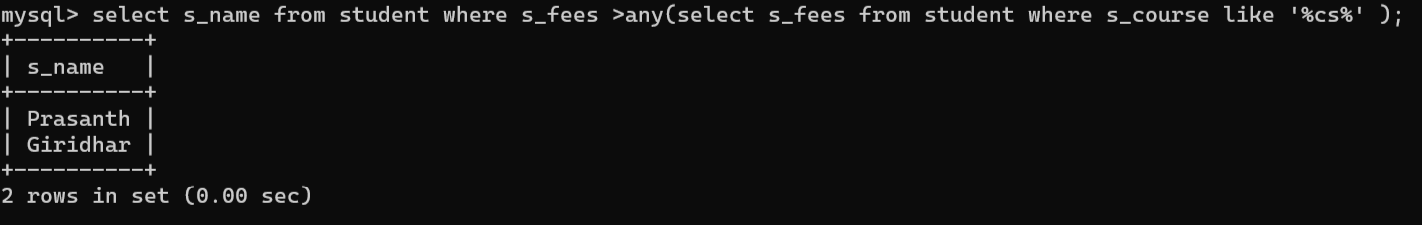 mysql> select s_name from student where s_fees >any(select s_fees from student where s_course like '%cs%' );
+----------+
| s_name   |
+----------+
| Prasanth |
| Giridhar |
+----------+
2 rows in set (0.00 sec)